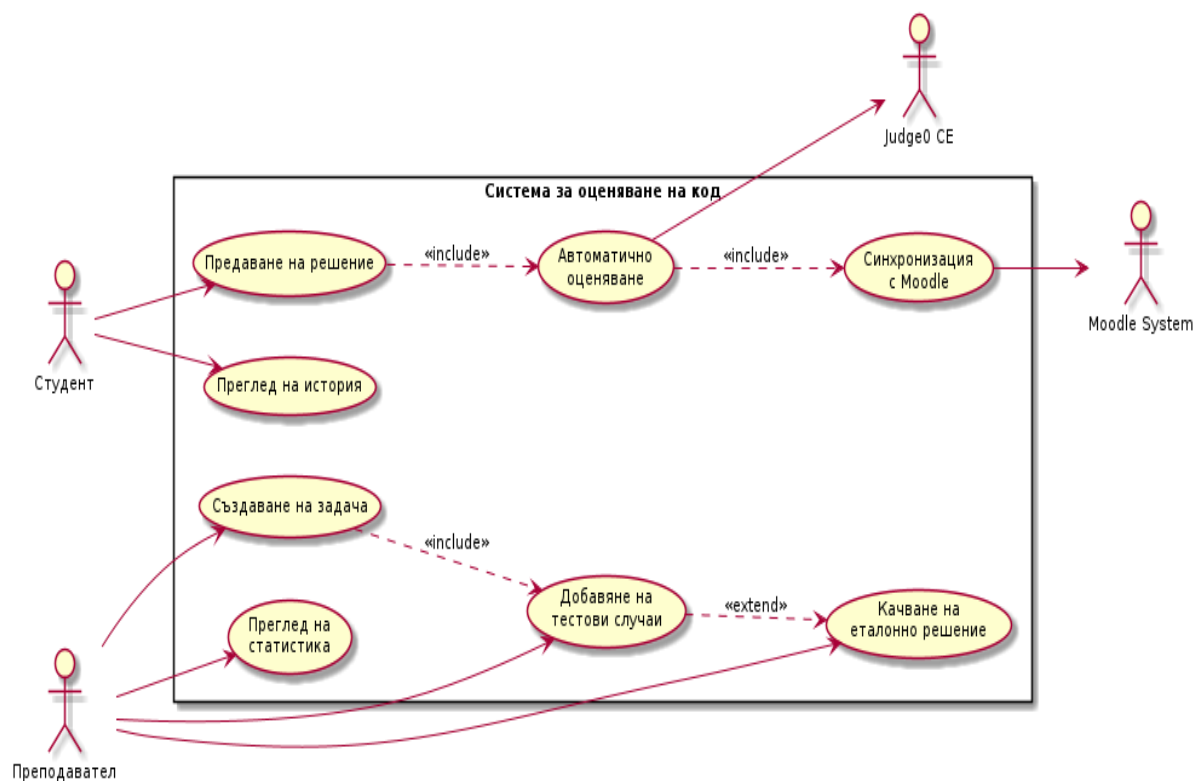 Judge0 CE
Система за оценяване на код
Предаване на решение
«include»
Автоматично
оценяване
«include»
Синхронизация
с Moodle
Moodle System
Студент
Преглед на история
Създаване на задача
«include»
Добавяне на
тестови случаи
«extend»
Качване на
еталонно решение
Преглед на
статистика
Преподавател